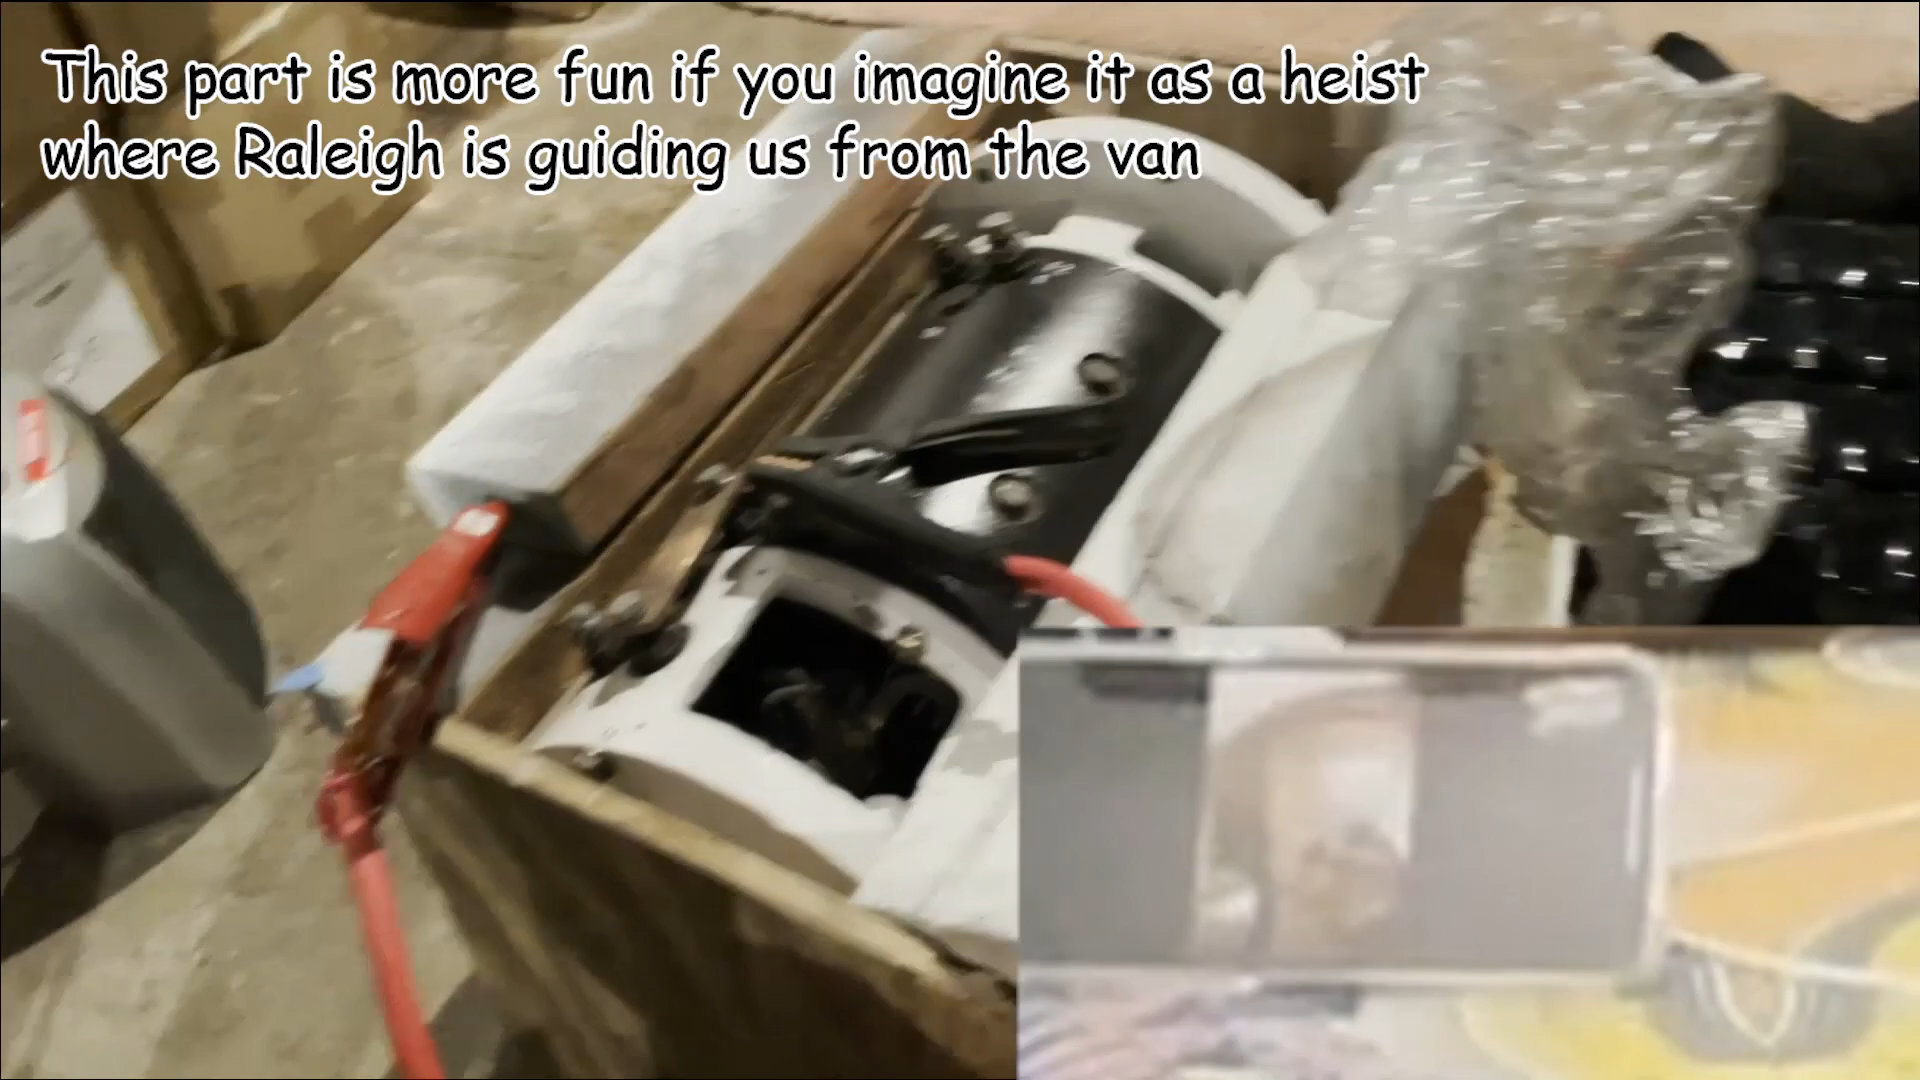 This part is more fun if you imagine it as a heist
where Raleigh is guiding us from the van